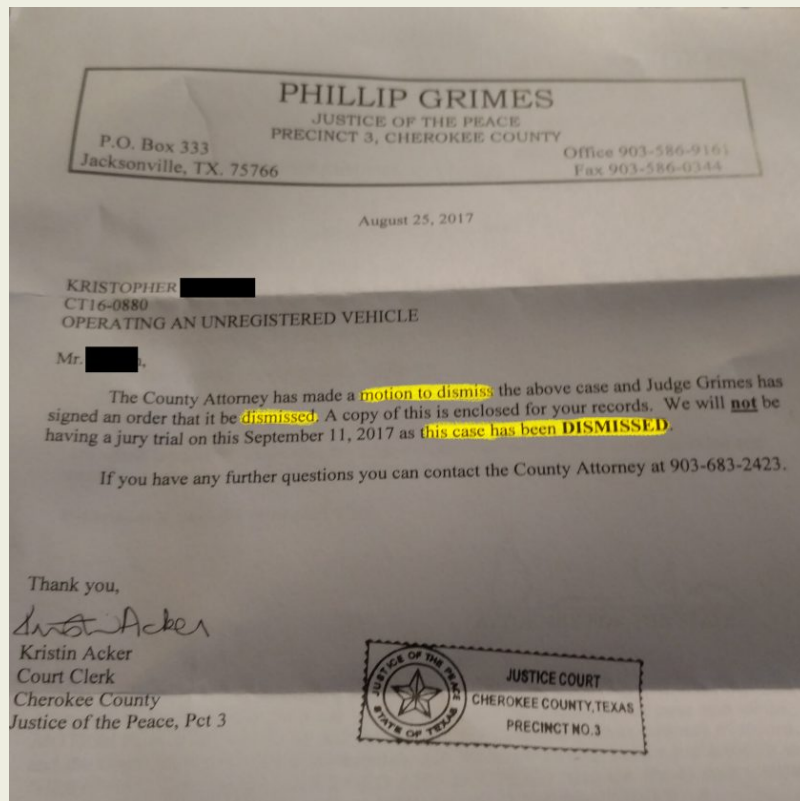 PHILLIP GRIMES
JUSTICE OF THE PEACE
PRECINCT 3, CHEROKEE COUNTY
P.O. Box 333
Jacksonville, TX. 75766
Office 903-586-9161
Fax 903-586-0344
August 25, 2017
KRISTOPHER
CT16-0880
OPERATING AN UNREGISTERED VEHICLE
Mr.
The County Attorney has made a motion to dismiss the above case and Judge Grimes has
signed an order that it be dismissed. A copy of this is enclosed for your records. We will not be
having a jury trial on this September 11, 2017 as this case has been DISMISSED.
If you have any further questions you can contact the County Attorney at 903-683-2423.
Thank you,
Kristin Acker
Kristin Acker
Court Clerk
Cherokee County
Justice of the Peace, Pct 3
JUSTICE OF THE PEACE
STATE OF TEXAS
JUSTICE COURT
CHEROKEE COUNTY, TEXAS
PRECINCT NO.3